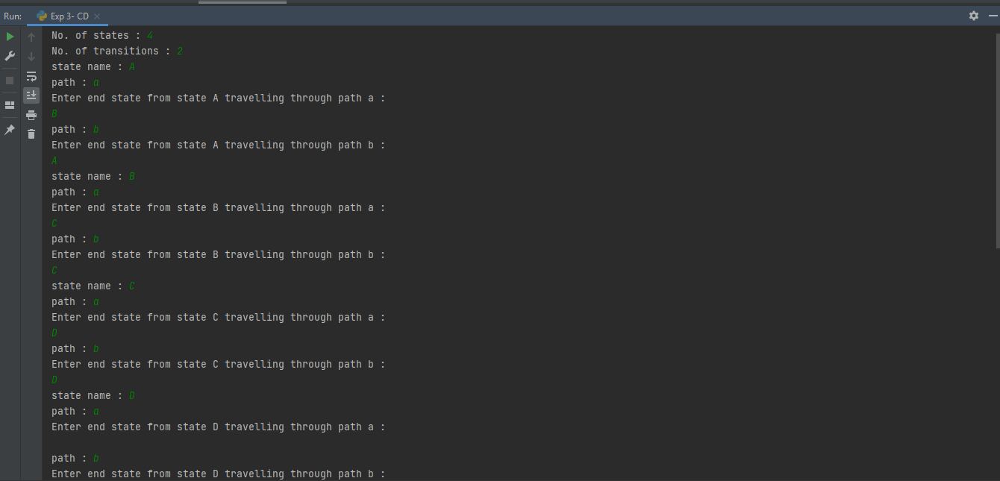 Run: Exp 3- CD
No. of states : 4
No. of transitions : 2
state name : A
path : a
Enter end state from state A travelling through path a :
B
path : b
Enter end state from state A travelling through path b :
A
state name : B
path : a
Enter end state from state B travelling through path a :
C
path : b
Enter end state from state B travelling through path b :
C
state name : C
path : a
Enter end state from state C travelling through path a :
D
path : b
Enter end state from state C travelling through path b :
D
state name : D
path : a
Enter end state from state D travelling through path a :
path : b
Enter end state from state D travelling through path b :